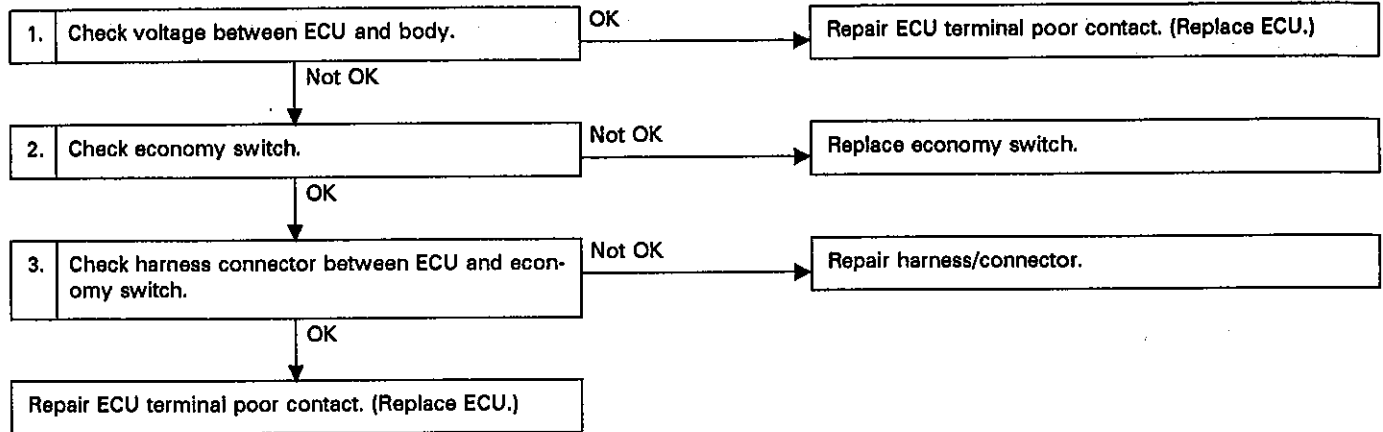 1. Check voltage between ECU and body.
OK
Repair ECU terminal poor contact. (Replace ECU.)
Not OK
2. Check economy switch.
Not OK
Replace economy switch.
OK
3. Check harness connector between ECU and econ-
omy switch.
Not OK
Repair harness/connector.
OK
Repair ECU terminal poor contact. (Replace ECU.)